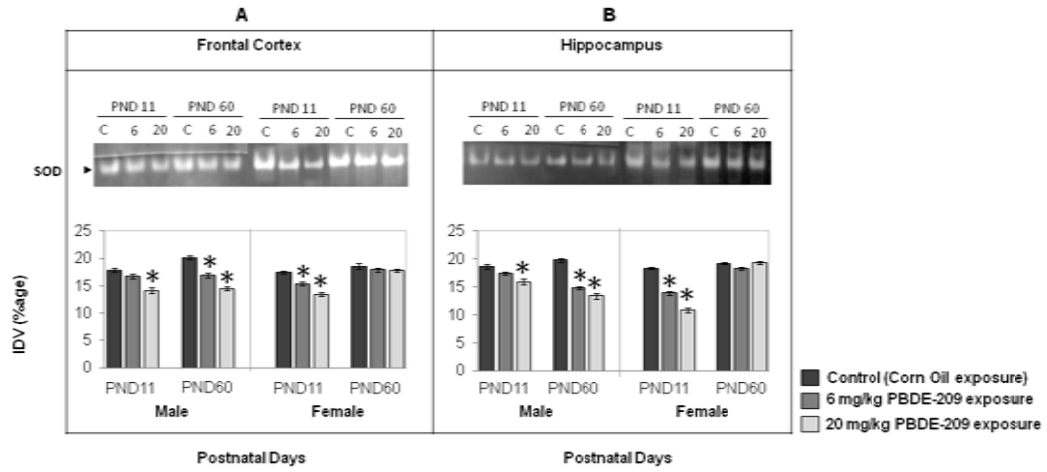 A
B
Frontal Cortex
Hippocampus
PND 11 PND 60 PND 11 PND 60
C 6 20 C 6 20 C 6 20 C 6 20
PND 11 PND 60 PND 11 PND 60
C 6 20 C 6 20 C 6 20 C 6 20
SOD
IDV (%age)
25
20
15
10
5
0
* * * * *
PND11 PND60 PND11 PND60
Male Female
25
20
15
10
5
0
* * * * *
PND11 PND60 PND11 PND60
Male Female
Postnatal Days
Postnatal Days
Control (Corn Oil exposure)
6 mg/kg PBDE-209 exposure
20 mg/kg PBDE-209 exposure